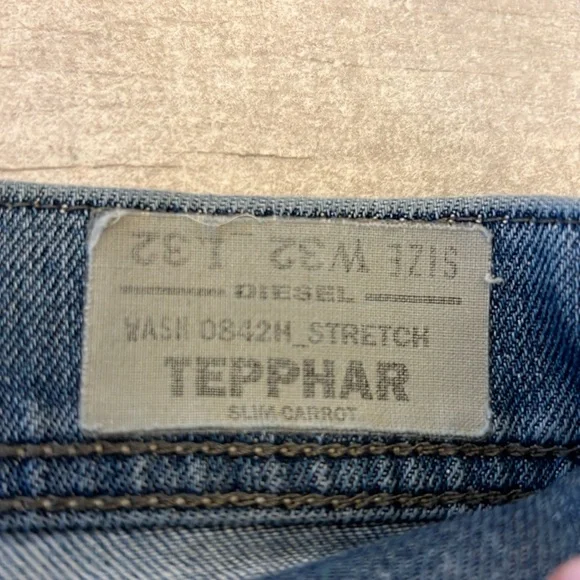 SIZE W32 L32
DIESEL
WASH 0842H_STRETCH
TEPPHAR
SLIM-CARROT